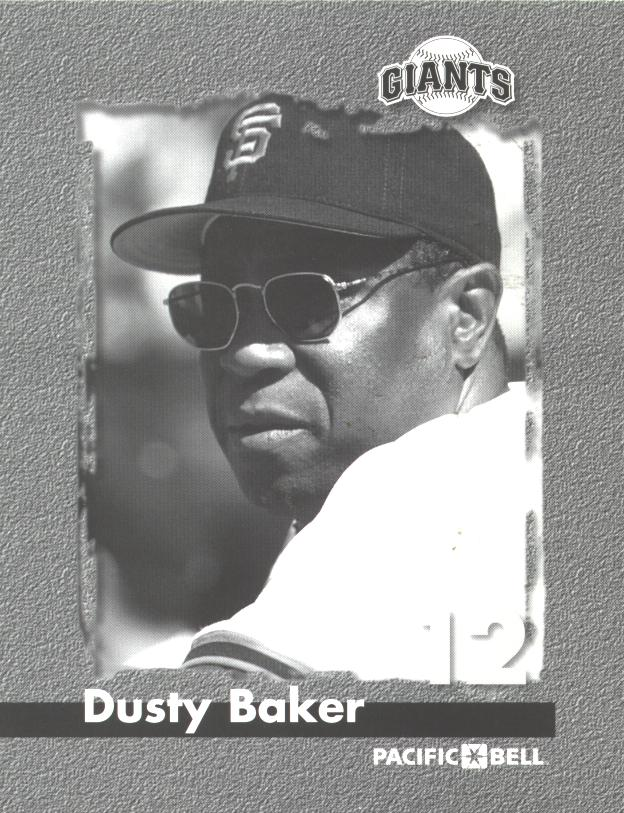 GIANTS
SF
12
Dusty Baker
PACIFIC BELL